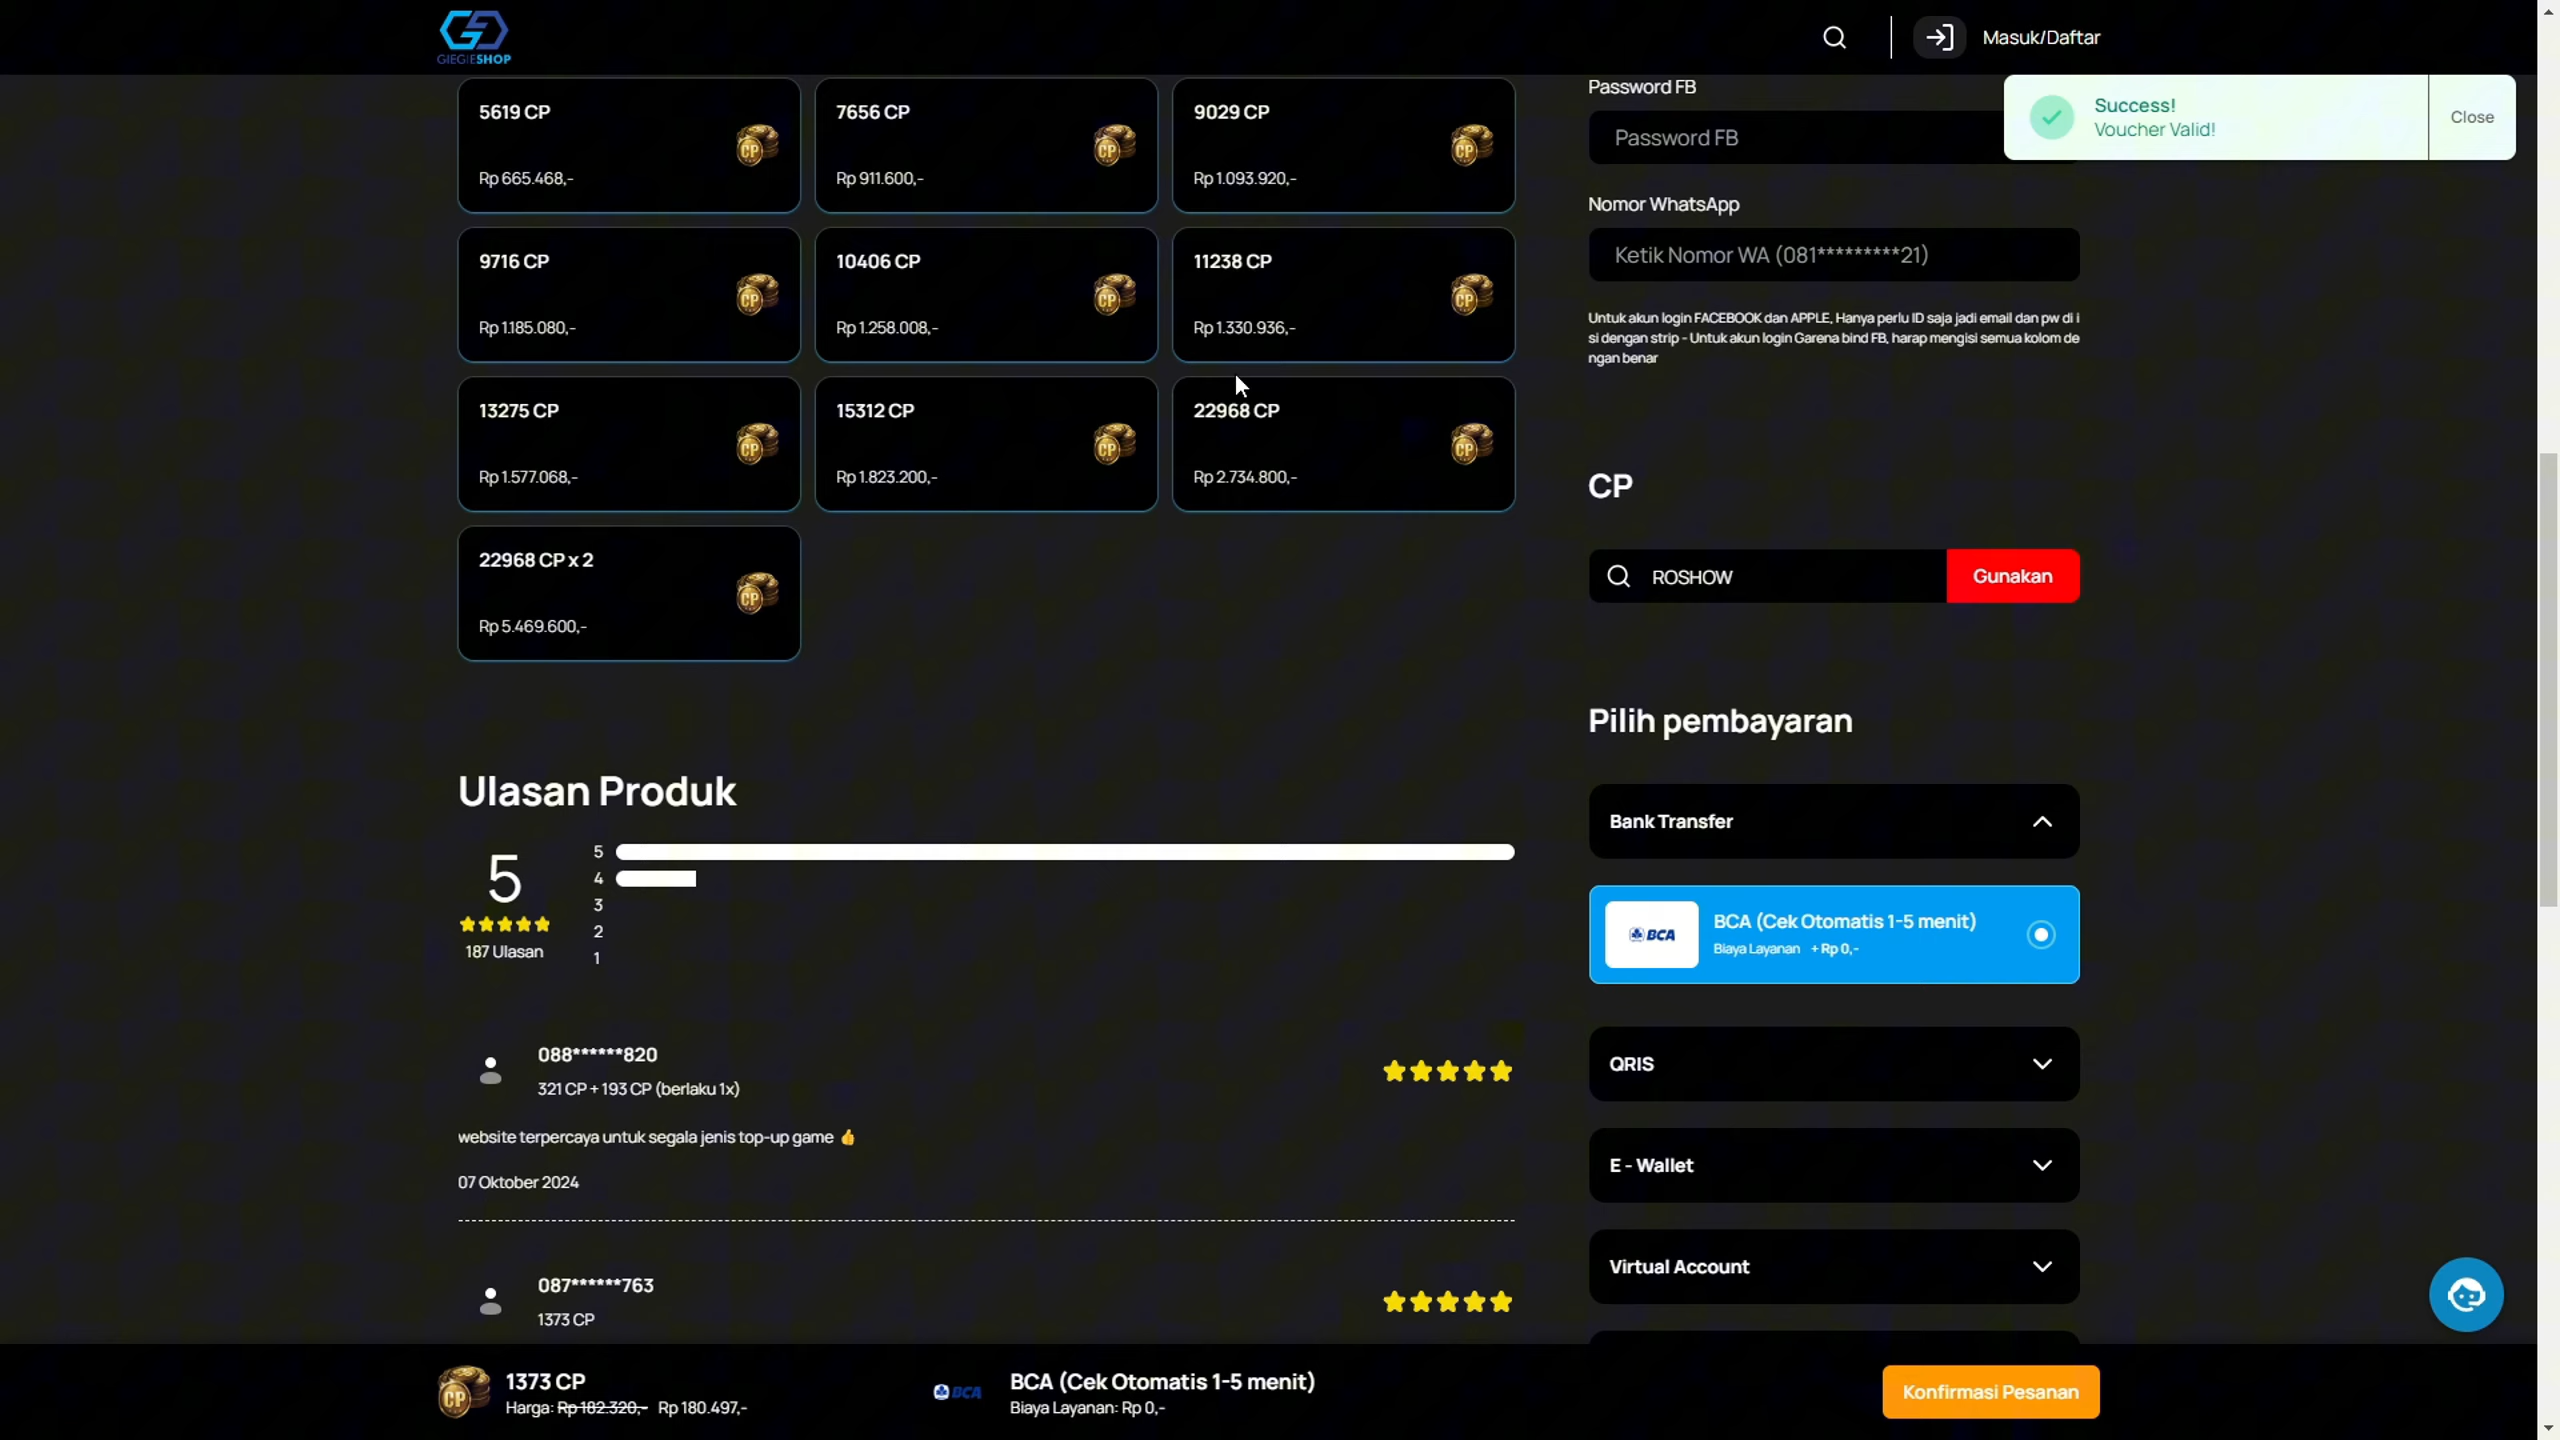 GIEGIESHOP
Masuk/Daftar
5619 CP
Rp 665.468,-
7656 CP
Rp 911.600,-
9029 CP
Rp 1.093.920,-
9716 CP
Rp 1.185.080,-
10406 CP
Rp 1.258.008,-
11238 CP
Rp 1.330.936,-
13275 CP
Rp 1.577.068,-
15312 CP
Rp 1.823.200,-
22968 CP
Rp 2.734.800,-
22968 CP x 2
Rp 5.469.600,-
Ulasan Produk
5
187 Ulasan
5
4
3
2
1
088******820
321 CP + 193 CP (berlaku 1x)
website terpercaya untuk segala jenis top-up game 👍
07 Oktober 2024
087******763
1373 CP
Password FB
Password FB
Success!
Voucher Valid!
Close
Nomor WhatsApp
Ketik Nomor WA (081*********21)
Untuk akun login FACEBOOK dan APPLE, Hanya perlu ID saja jadi email dan pw di i
si dengan strip - Untuk akun login Garena bind FB, harap mengisi semua kolom de
ngan benar
CP
ROSHOW
Gunakan
Pilih pembayaran
Bank Transfer
BCA
BCA (Cek Otomatis 1-5 menit)
Biaya Layanan + Rp 0,-
QRIS
E - Wallet
Virtual Account
CP
1373 CP
Harga: Rp 182.320,- Rp 180.497,-
BCA
BCA (Cek Otomatis 1-5 menit)
Biaya Layanan: Rp 0,-
Konfirmasi Pesanan